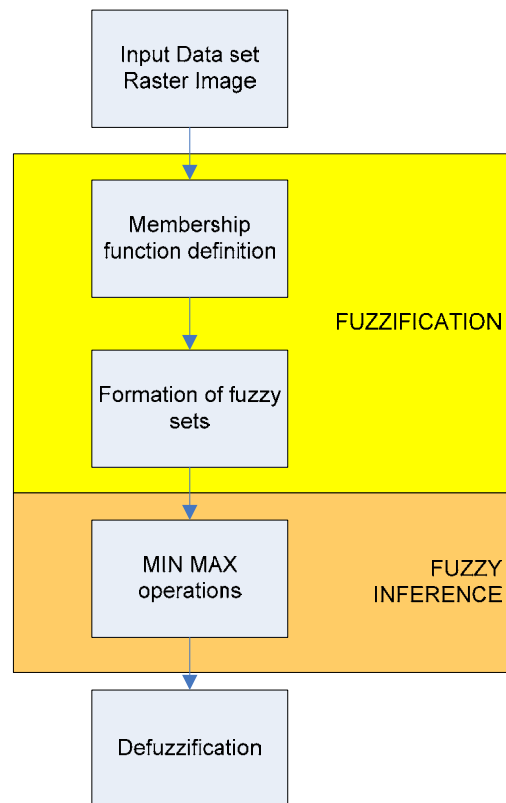 Input Data set
Raster Image
Membership
function definition
FUZZIFICATION
Formation of fuzzy
sets
MIN MAX
operations
FUZZY
INFERENCE
Defuzzification